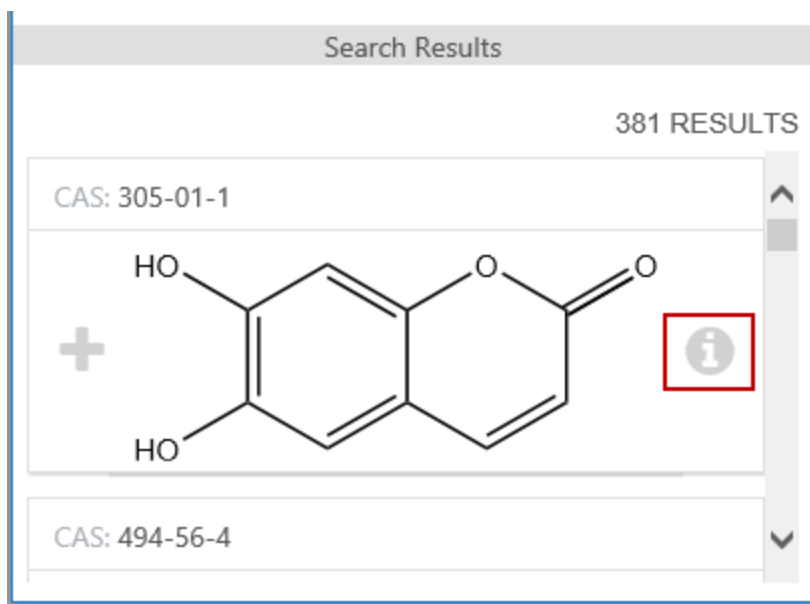 Search Results
381 RESULTS
CAS: 305-01-1
HO
O
O
HO
CAS: 494-56-4